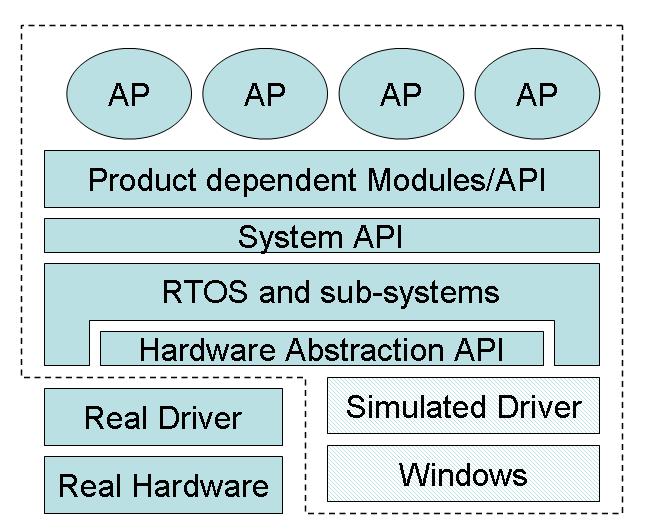 AP AP AP AP
Product dependent Modules/API
System API
RTOS and sub-systems
Hardware Abstraction API
Real Driver
Simulated Driver
Real Hardware
Windows